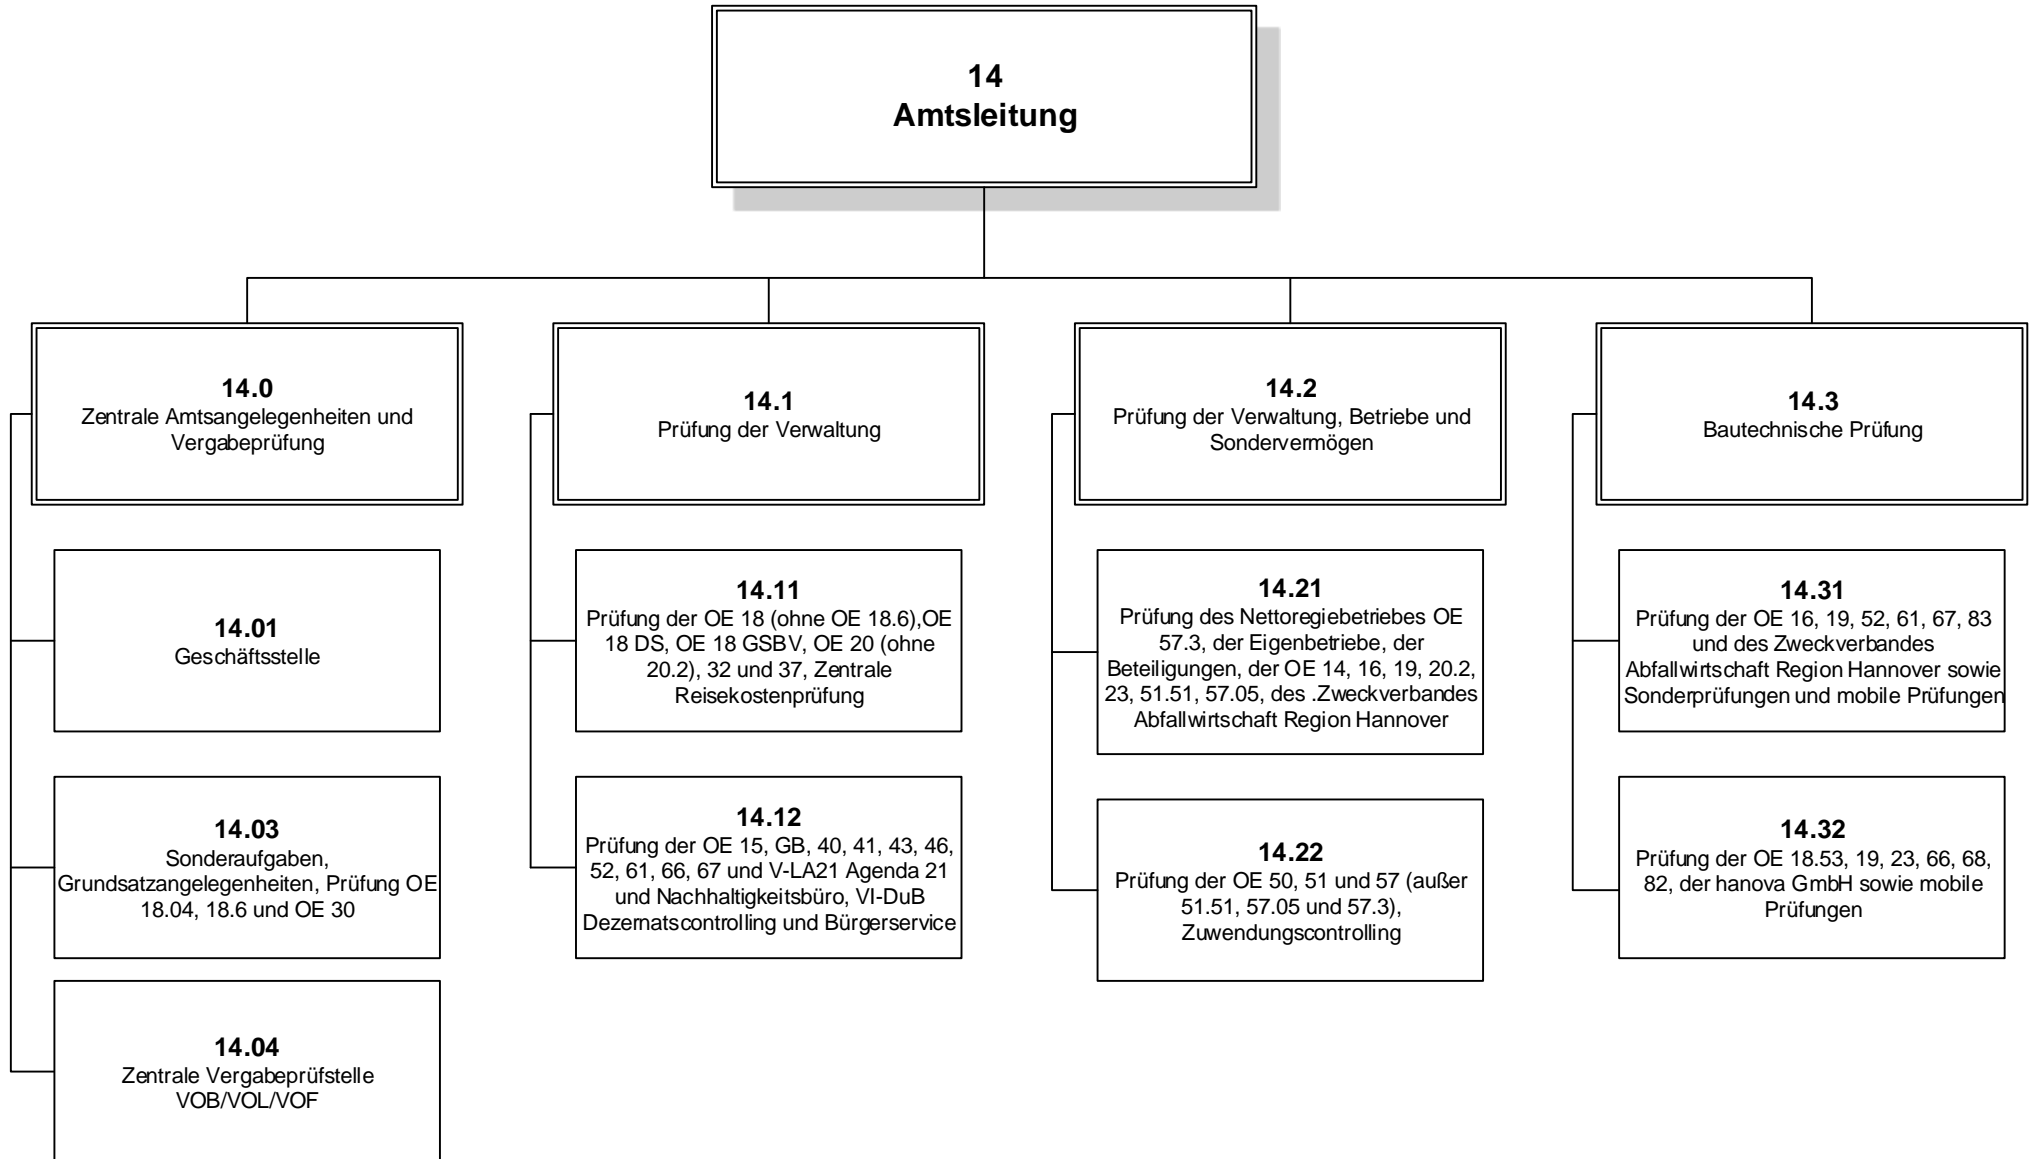 14
Amtsleitung
14.0
Zentrale Amtsangelegenheiten und
Vergabeprüfung
14.01
Geschäftsstelle
14.03
Sonderaufgaben,
Grundsatzangelegenheiten, Prüfung OE
18.04, 18.6 und OE 30
14.04
Zentrale Vergabeprüfstelle
VOB/VOL/VOF
14.1
Prüfung der Verwaltung
14.11
Prüfung der OE 18 (ohne OE 18.6),OE
18 DS, OE 18 GSBV, OE 20 (ohne
20.2), 32 und 37, Zentrale
Reisekostenprüfung
14.12
Prüfung der OE 15, GB, 40, 41, 43, 46,
52, 61, 66, 67 und V-LA21 Agenda 21
und Nachhaltigkeitsbüro, VI-DuB
Dezernatscontrolling und Bürgerservice
14.2
Prüfung der Verwaltung, Betriebe und
Sondervermögen
14.21
Prüfung des Nettoregiebetriebes OE
57.3, der Eigenbetriebe, der
Beteiligungen, der OE 14, 16, 19, 20.2,
23, 51.51, 57.05, des .Zweckverbandes
Abfallwirtschaft Region Hannover
14.22
Prüfung der OE 50, 51 und 57 (außer
51.51, 57.05 und 57.3),
Zuwendungscontrolling
14.3
Bautechnische Prüfung
14.31
Prüfung der OE 16, 19, 52, 61, 67, 83
und des Zweckverbandes
Abfallwirtschaft Region Hannover sowie
Sonderprüfungen und mobile Prüfungen
14.32
Prüfung der OE 18.53, 19, 23, 66, 68,
82, der hanova GmbH sowie mobile
Prüfungen